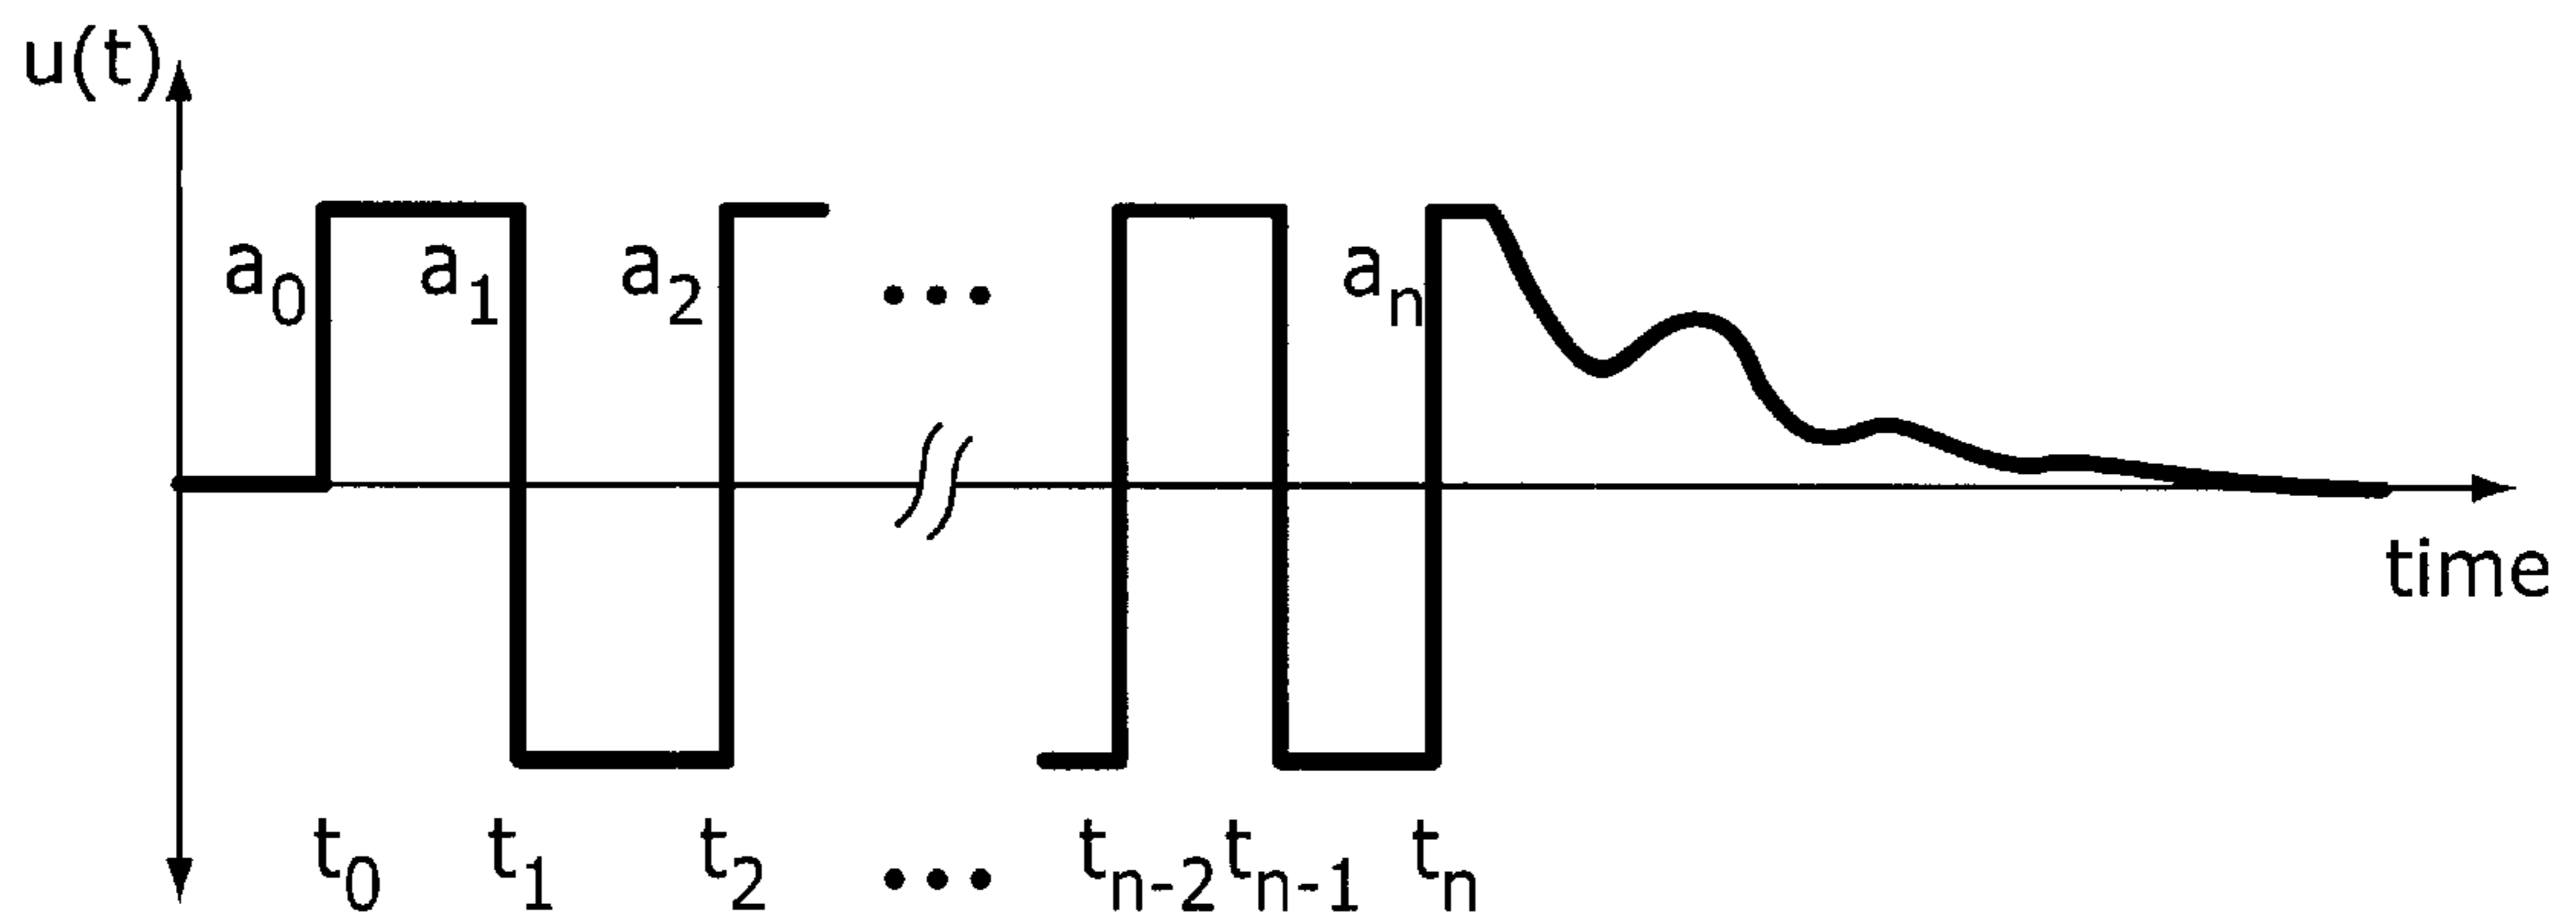 u(t)
a0 a1 a2 ••• an
time
t0 t1 t2 ••• tn-2 tn-1 tn